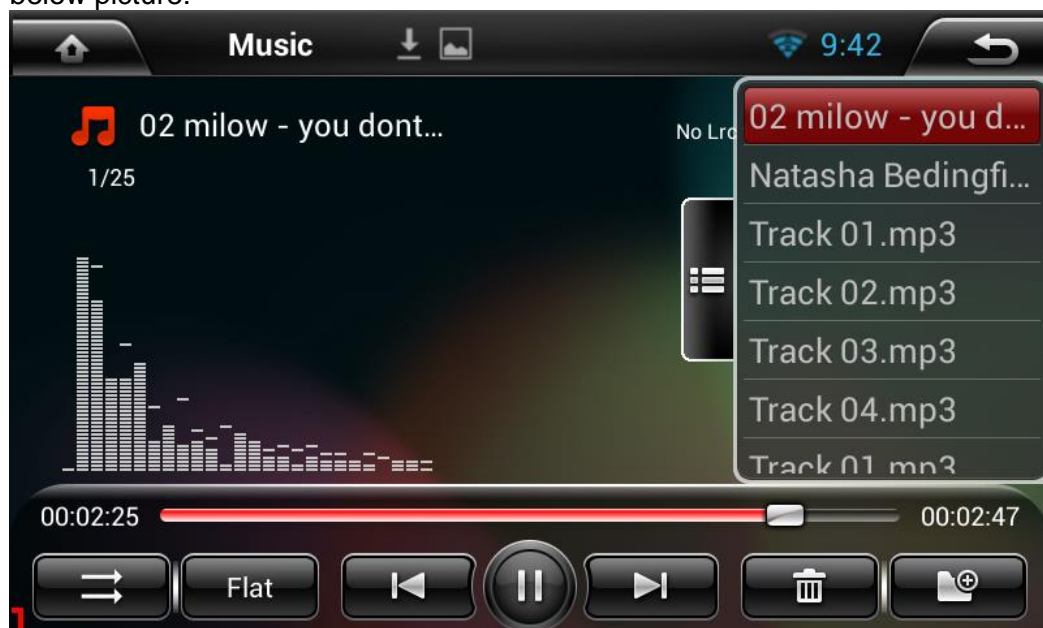 below picture.
Music
9:42
02 milow - you dont...
1/25
No Lrc
02 milow - you d...
Natasha Bedingfi...
Track 01.mp3
Track 02.mp3
Track 03.mp3
Track 04.mp3
Track 01.mp3
00:02:25
00:02:47
Flat